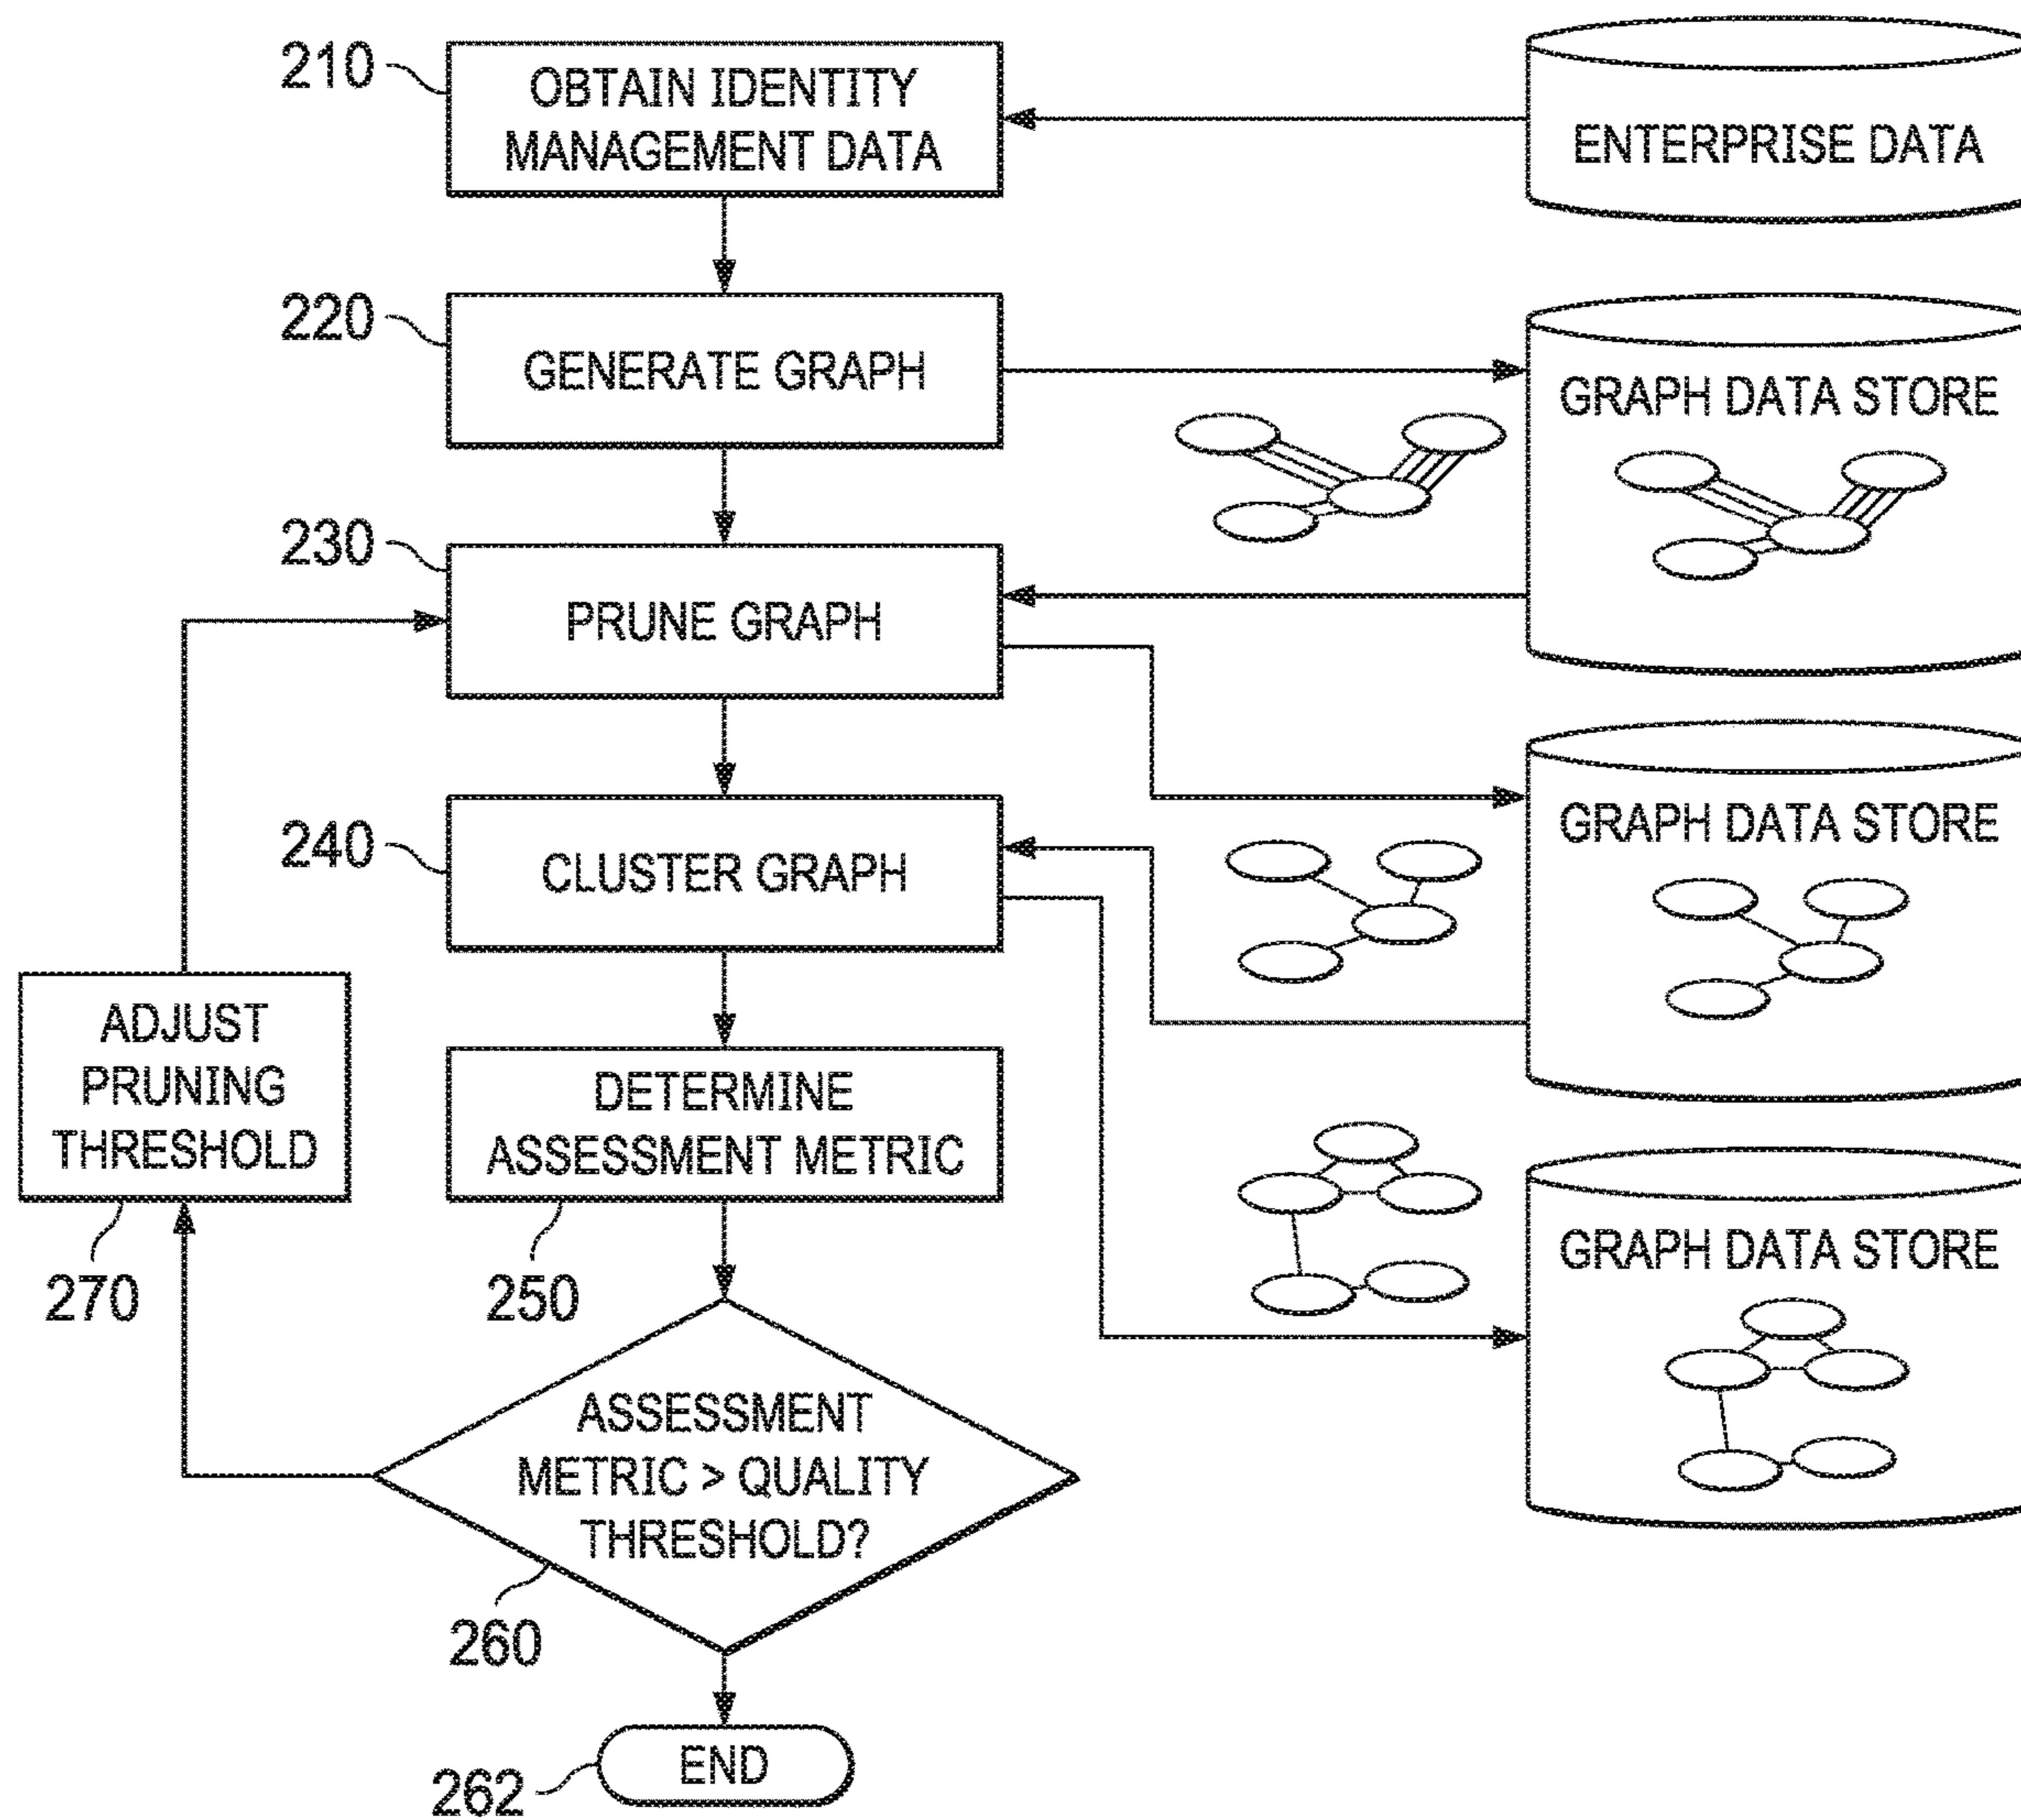 210
OBTAIN IDENTITY
MANAGEMENT DATA
ENTERPRISE DATA
220
GENERATE GRAPH
GRAPH DATA STORE
230
PRUNE GRAPH
240
CLUSTER GRAPH
GRAPH DATA STORE
ADJUST
PRUNING
THRESHOLD
270
DETERMINE
ASSESSMENT METRIC
250
GRAPH DATA STORE
ASSESSMENT
METRIC > QUALITY
THRESHOLD?
260
END
262